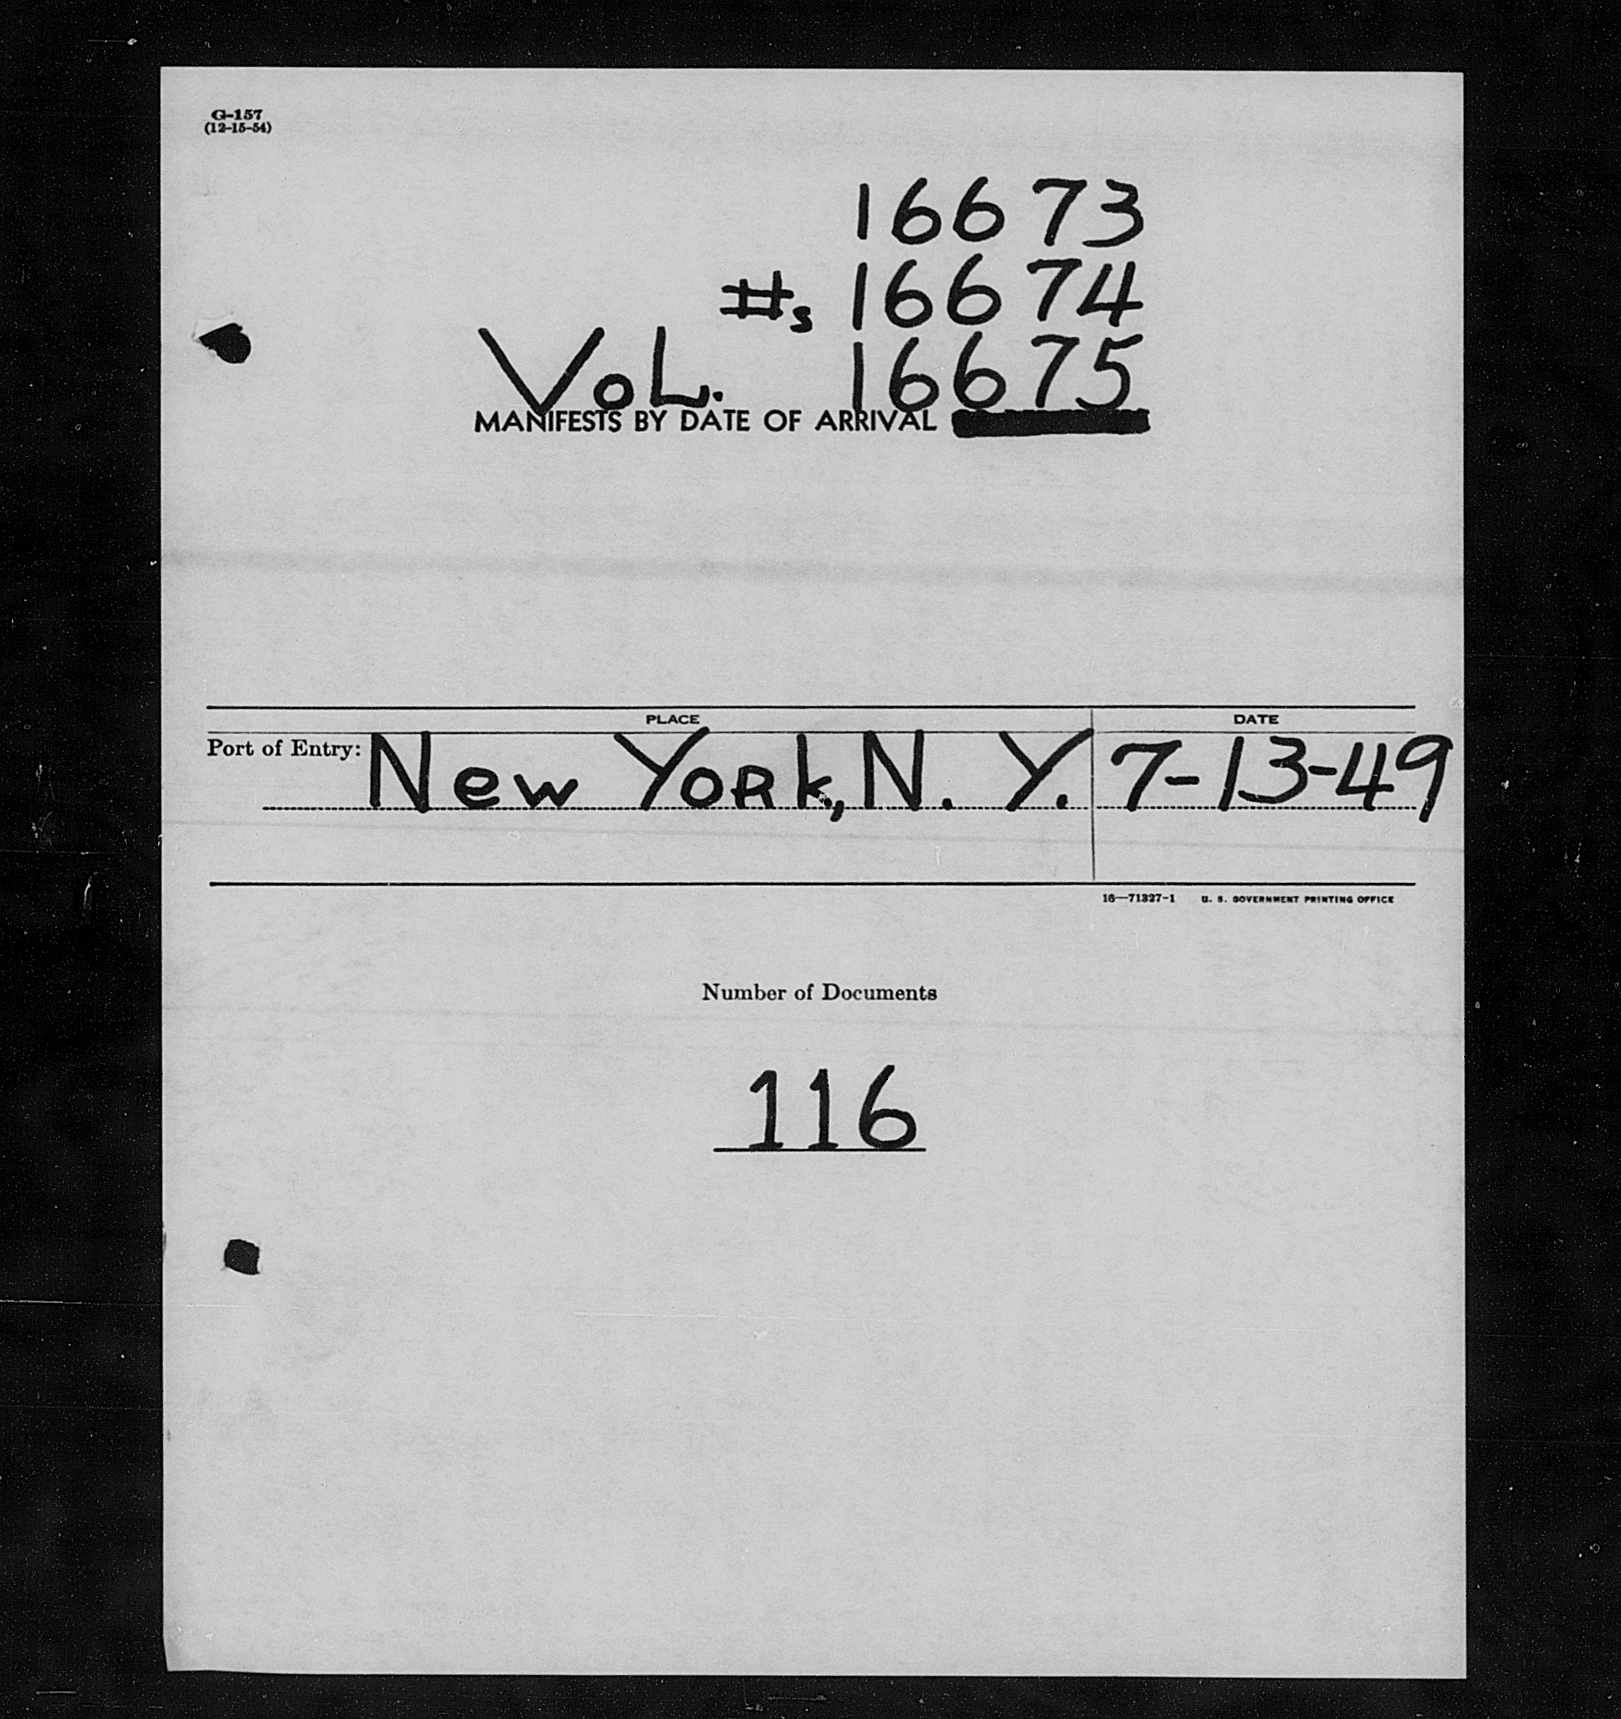 G-157
(12-15-54)
16673
#s 16674
VoL. 16675
MANIFESTS BY DATE OF ARRIVAL
PLACE DATE
Port of Entry: New York, N. Y. 7-13-49
16—71327-1 U. S. GOVERNMENT PRINTING OFFICE
Number of Documents
116